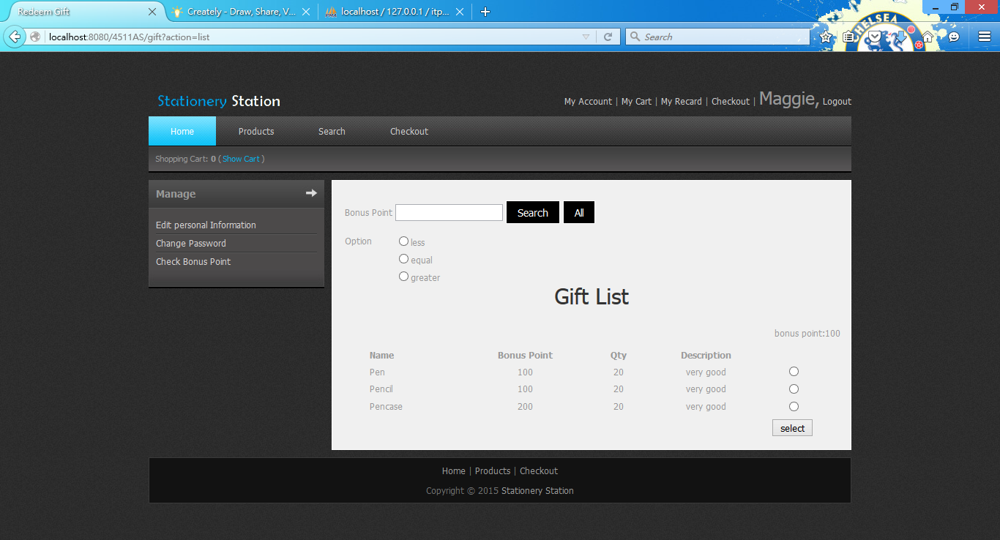 Redeem Gift
Creately - Draw, Share, V...
localhost / 127.0.0.1 / itp...
localhost:8080/4511AS/gift?action=list
Search
CHELSEA
Stationery Station
My Account | My Cart | My Recard | Checkout | Maggie, Logout
Home Products Search Checkout
Shopping Cart: 0 ( Show Cart )
Manage
Edit personal Information
Change Password
Check Bonus Point
Bonus Point Search All
Option less
equal
greater
Gift List
bonus point:100
Name Bonus Point Qty Description
Pen 100 20 very good
Pencil 100 20 very good
Pencase 200 20 very good
select
Home | Products | Checkout
Copyright © 2015 Stationery Station